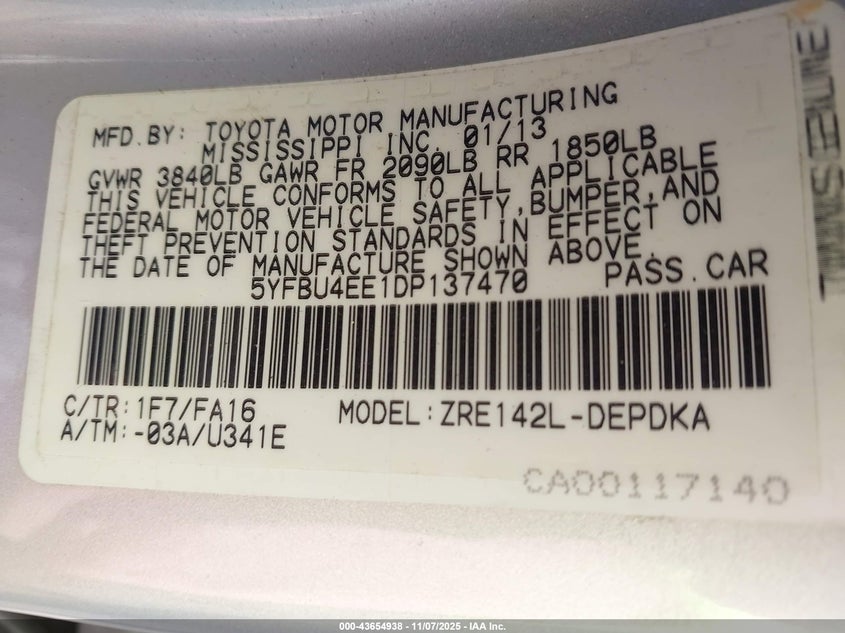 MFD.BY: TOYOTA MOTOR MANUFACTURING
MISSISSIPPI INC. 01/13
GVWR 3840LB GAWR FR 2090LB RR 1850LB
THIS VEHICLE CONFORMS TO ALL APPLICABLE
FEDERAL MOTOR VEHICLE SAFETY,BUMPER,AND
THEFT PREVENTION STANDARDS IN EFFECT ON
THE DATE OF MANUFACTURE SHOWN ABOVE.
5YFBU4EE1DP137470 PASS.CAR
C/TR:1F7/FA16 MODEL:ZRE142L-DEPDKA
A/TM:-03A/U341E
CA00117140
000-43654938 - 11/07/2025 - IAA Inc.